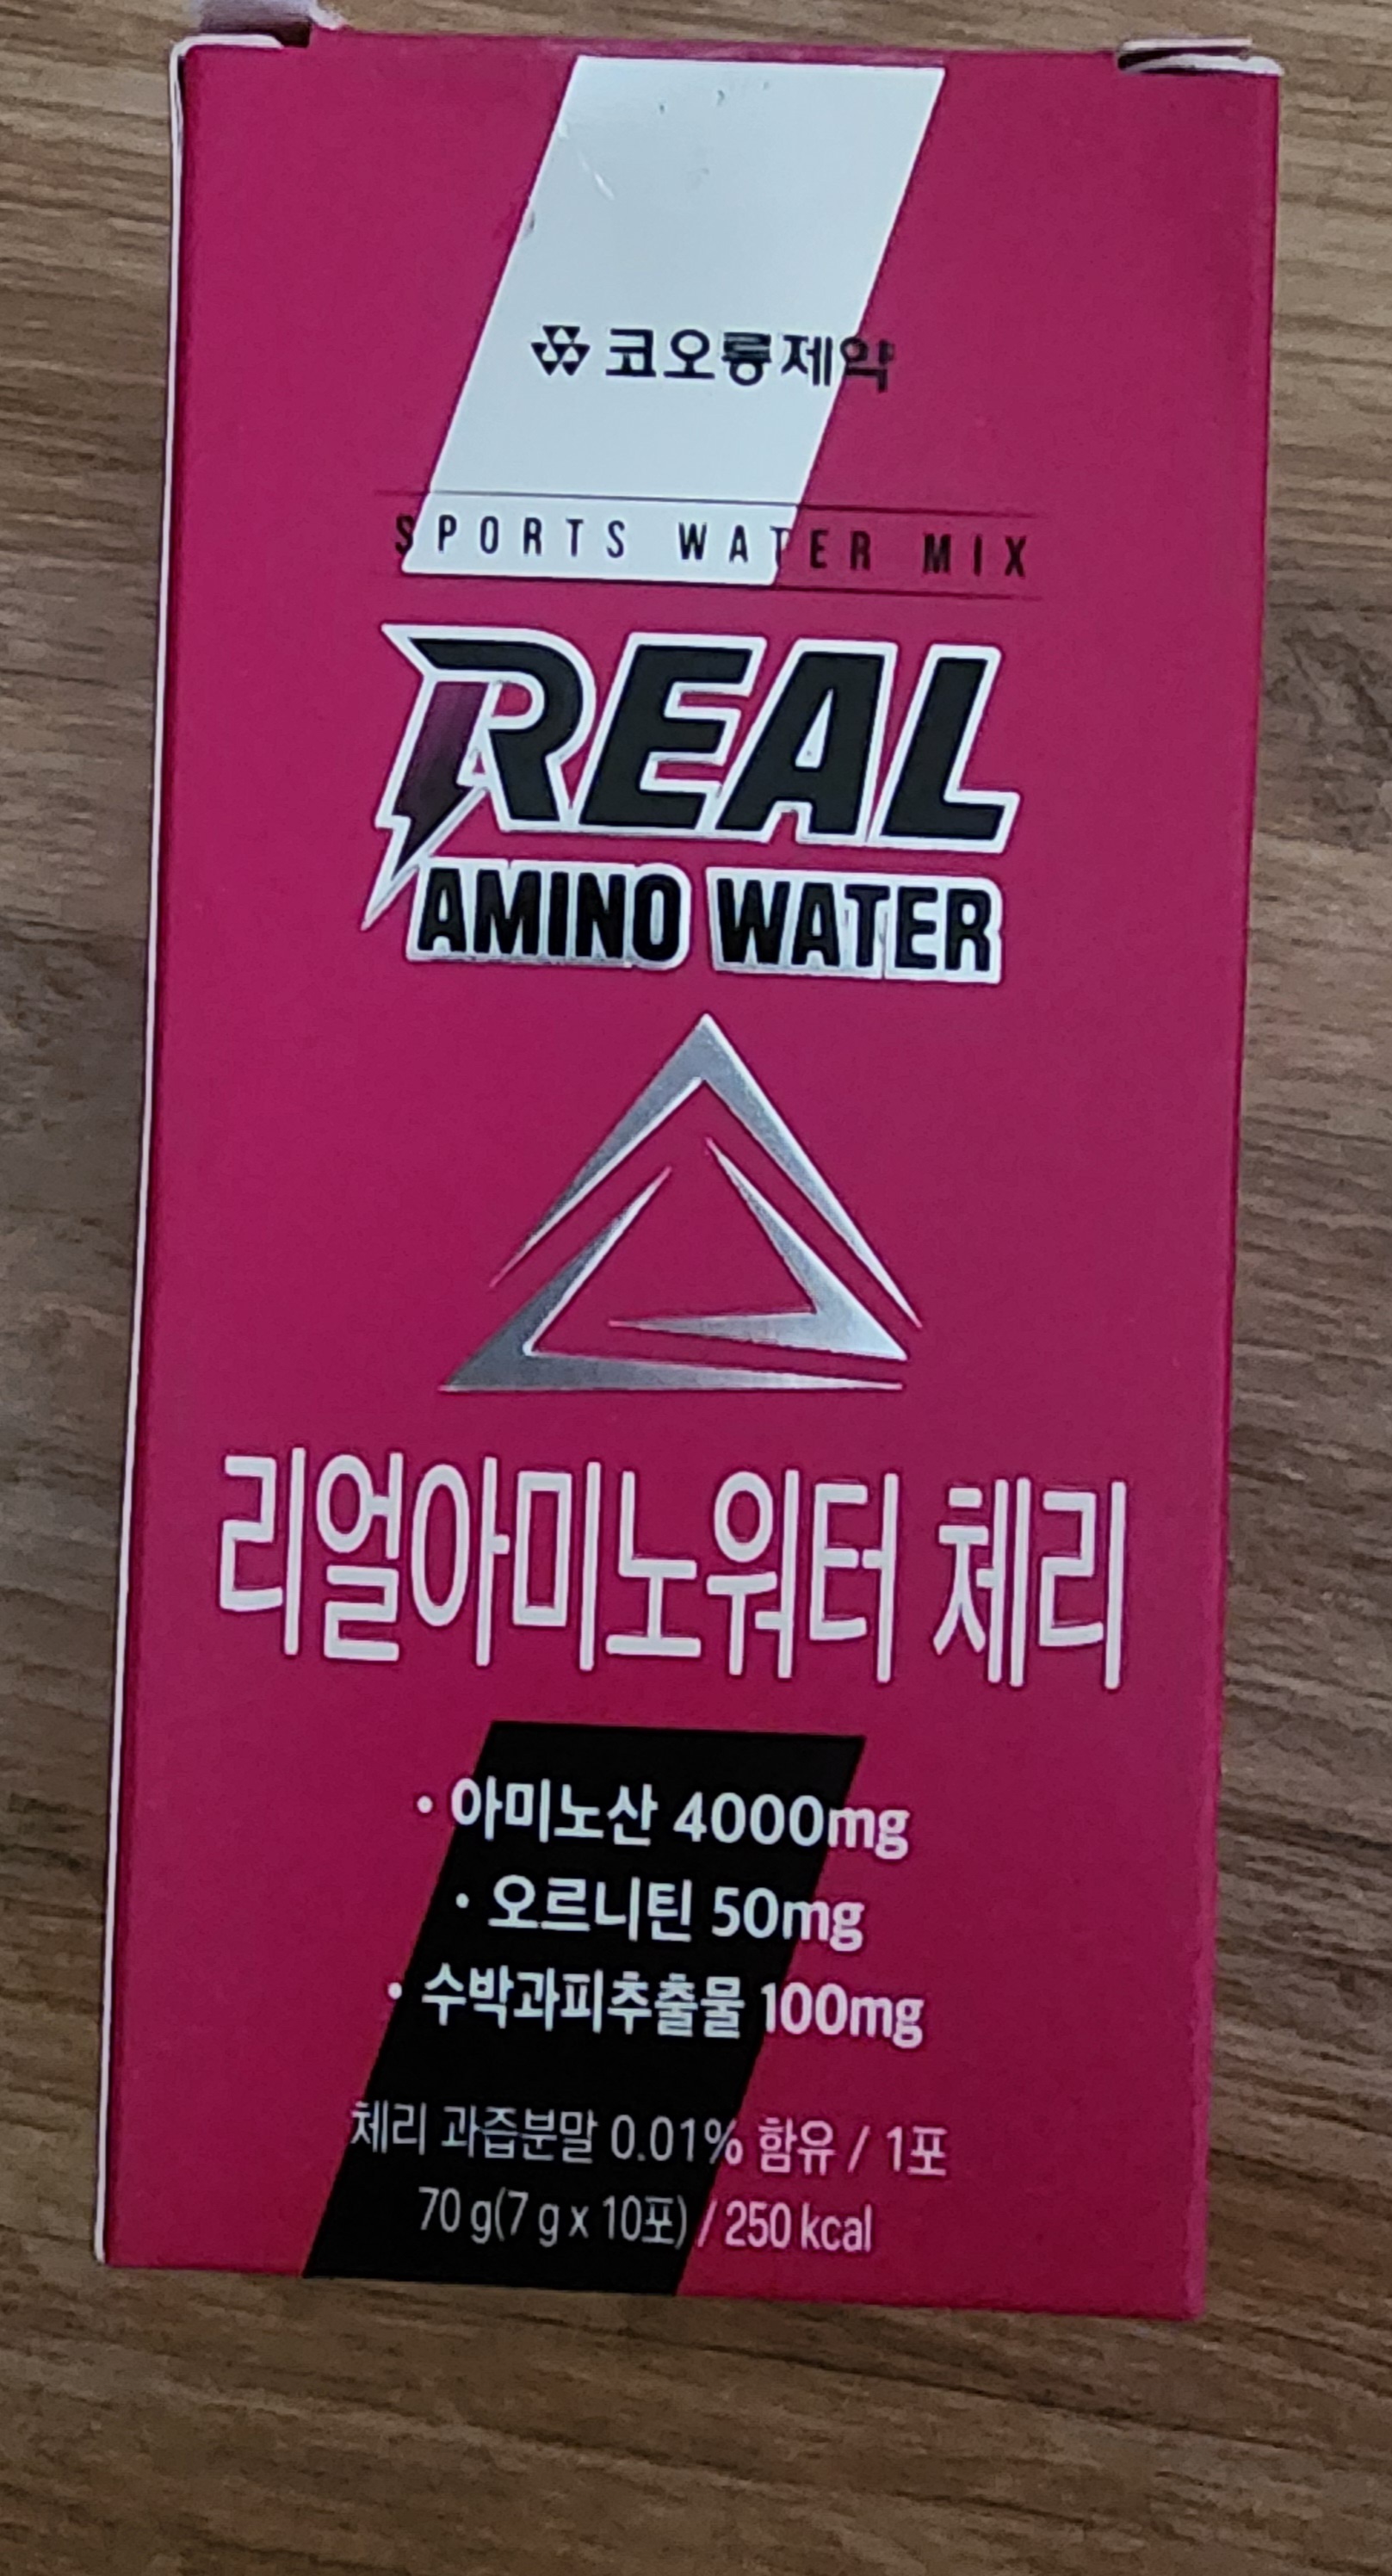 코오롱제약
SPORTS WATER MIX
REAL
AMINO WATER
리얼아미노워터 체리
· 아미노산 4000mg
· 오르니틴 50mg
· 수박과피추출물 100mg
체리 과즙분말 0.01% 함유 / 1포
70 g(7 g x 10포) / 250 kcal